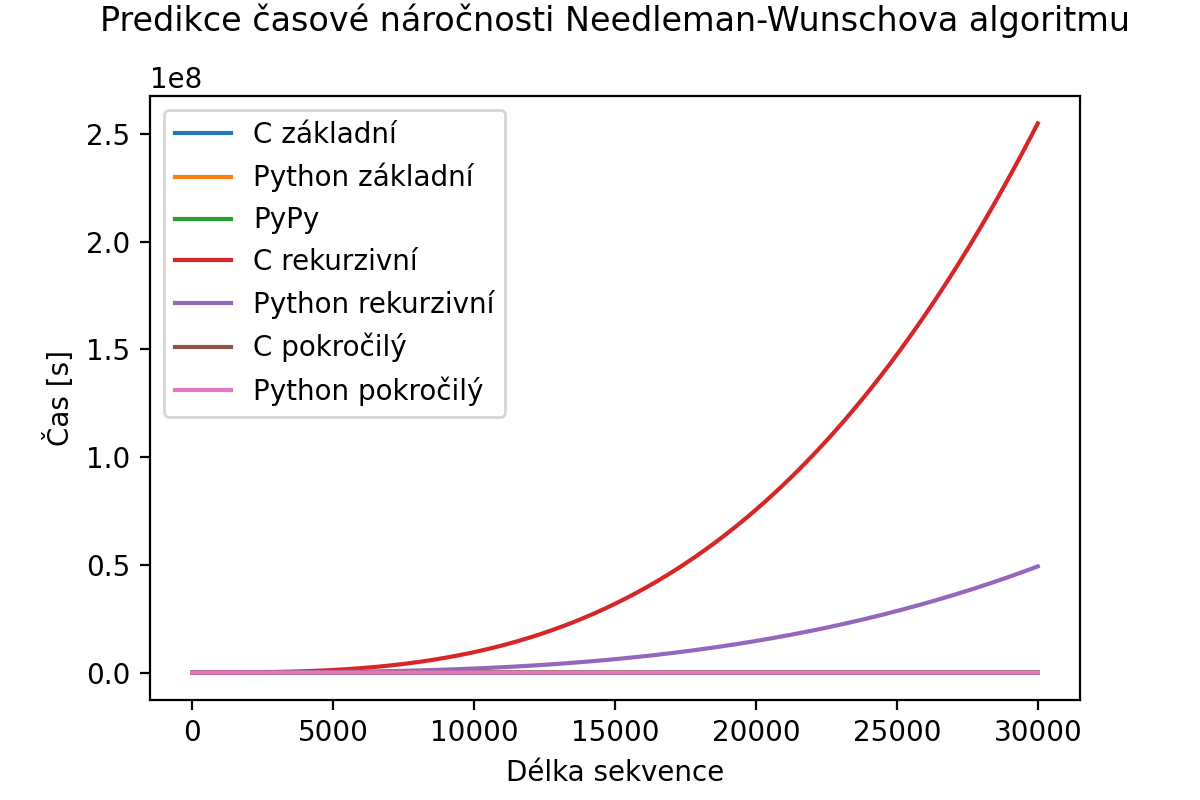 Predikce časové náročnosti Needleman-Wunschova algoritmu
1e8
C základní
Python základní
PyPy
C rekurzivní
Python rekurzivní
C pokročilý
Python pokročilý
2.5
2.0
1.5
1.0
0.5
0.0
Čas [s]
0 5000 10000 15000 20000 25000 30000
Délka sekvence